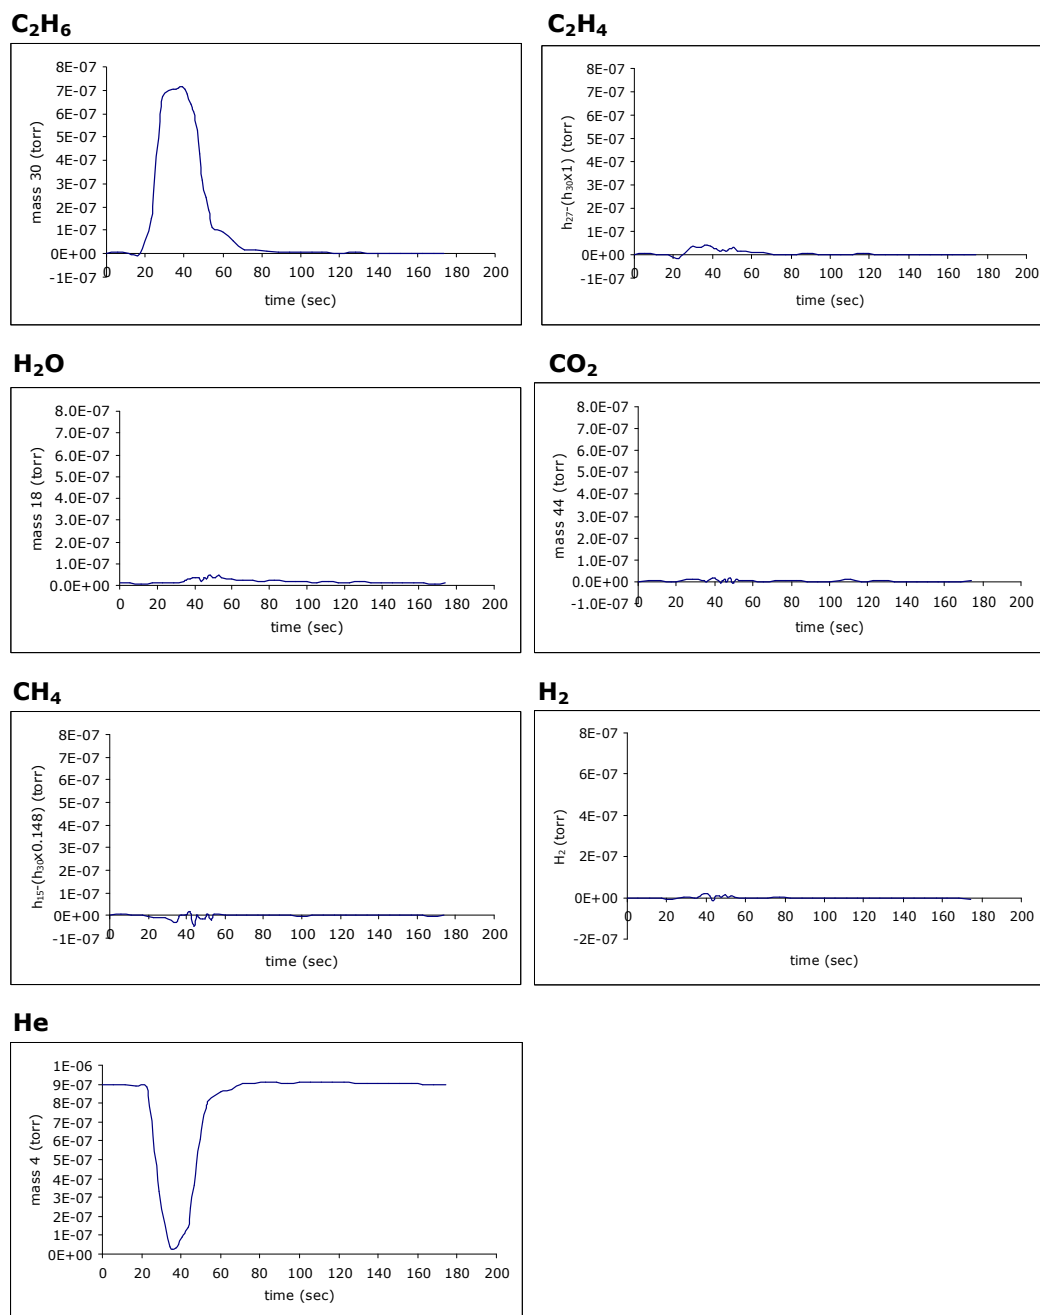 C₂H₆
8E-07
7E-07
6E-07
5E-07
4E-07
3E-07
2E-07
1E-07
0E+00
-1E-07
0 20 40 60 80 100 120 140 160 180 200
mass 30 (torr)
time (sec)
C₂H₄
8E-07
7E-07
6E-07
5E-07
4E-07
3E-07
2E-07
1E-07
0E+00
-1E-07
0 20 40 60 80 100 120 140 160 180 200
h₂₇-(h₃₀x1) (torr)
time (sec)
H₂O
8.0E-07
7.0E-07
6.0E-07
5.0E-07
4.0E-07
3.0E-07
2.0E-07
1.0E-07
0.0E+00
0 20 40 60 80 100 120 140 160 180 200
mass 18 (torr)
time (sec)
CO₂
8.0E-07
7.0E-07
6.0E-07
5.0E-07
4.0E-07
3.0E-07
2.0E-07
1.0E-07
0.0E+00
-1.0E-07
0 20 40 60 80 100 120 140 160 180 200
mass 44 (torr)
time (sec)
CH₄
8E-07
7E-07
6E-07
5E-07
4E-07
3E-07
2E-07
1E-07
0E+00
-1E-07
0 20 40 60 80 100 120 140 160 180 200
h₁₅-(h₃₀x0.148) (torr)
time (sec)
H₂
8E-07
6E-07
4E-07
2E-07
0E+00
-2E-07
0 20 40 60 80 100 120 140 160 180 200
H₂ (torr)
time (sec)
He
1E-06
9E-07
8E-07
7E-07
6E-07
5E-07
4E-07
3E-07
2E-07
1E-07
0E+00
0 20 40 60 80 100 120 140 160 180 200
mass 4 (torr)
time (sec)